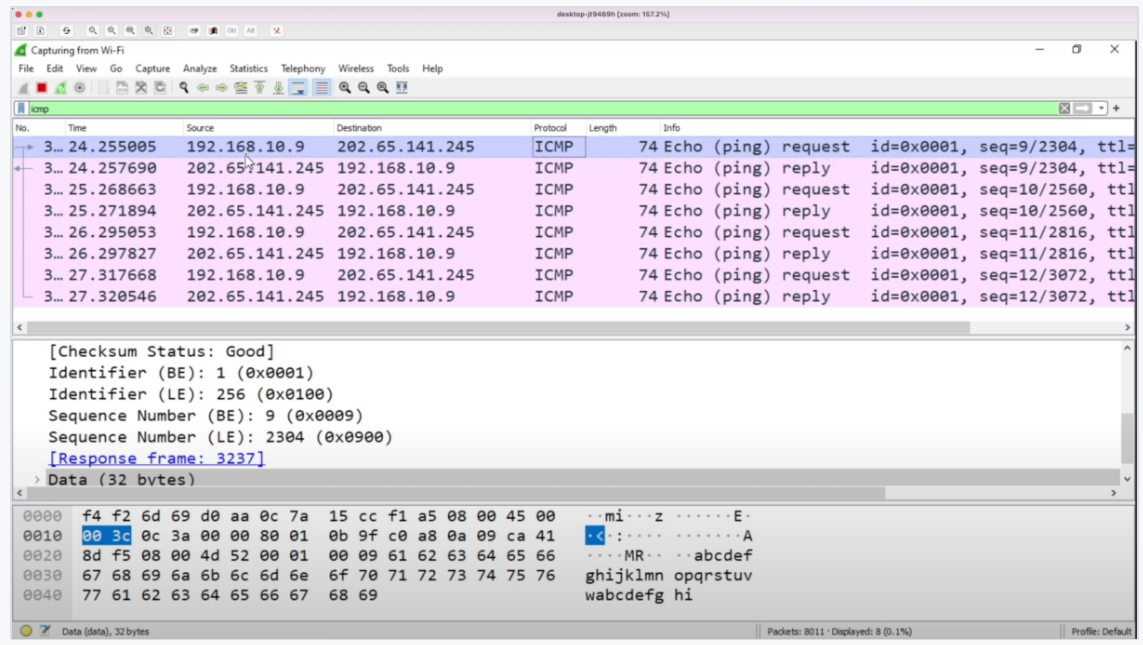 desktop-jt9469h [zoom: 157.2%]
Capturing from Wi-Fi
File Edit View Go Capture Analyze Statistics Telephony Wireless Tools Help
icmp
No. Time Source Destination Protocol Length Info
3… 24.255005 192.168.10.9 202.65.141.245 ICMP 74 Echo (ping) request id=0x0001, seq=9/2304, ttl=
3… 24.257690 202.65.141.245 192.168.10.9 ICMP 74 Echo (ping) reply id=0x0001, seq=9/2304, ttl=
3… 25.268663 192.168.10.9 202.65.141.245 ICMP 74 Echo (ping) request id=0x0001, seq=10/2560, ttl
3… 25.271894 202.65.141.245 192.168.10.9 ICMP 74 Echo (ping) reply id=0x0001, seq=10/2560, ttl
3… 26.295053 192.168.10.9 202.65.141.245 ICMP 74 Echo (ping) request id=0x0001, seq=11/2816, ttl
3… 26.297827 202.65.141.245 192.168.10.9 ICMP 74 Echo (ping) reply id=0x0001, seq=11/2816, ttl
3… 27.317668 192.168.10.9 202.65.141.245 ICMP 74 Echo (ping) request id=0x0001, seq=12/3072, ttl
3… 27.320546 202.65.141.245 192.168.10.9 ICMP 74 Echo (ping) reply id=0x0001, seq=12/3072, ttl
[Checksum Status: Good]
Identifier (BE): 1 (0x0001)
Identifier (LE): 256 (0x0100)
Sequence Number (BE): 9 (0x0009)
Sequence Number (LE): 2304 (0x0900)
[Response frame: 3237]
Data (32 bytes)
0000 f4 f2 6d 69 d0 aa 0c 7a 15 cc f1 a5 08 00 45 00 ··mi···z ······E·
0010 00 3c 0c 3a 00 00 80 01 0b 9f c0 a8 0a 09 ca 41 ·<·:···· ·······A
0020 8d f5 08 00 4d 52 00 01 00 09 61 62 63 64 65 66 ····MR·· ··abcdef
0030 67 68 69 6a 6b 6c 6d 6e 6f 70 71 72 73 74 75 76 ghijklmn opqrstuv
0040 77 61 62 63 64 65 66 67 68 69 wabcdefg hi
Data (data), 32 bytes Packets: 8011 · Displayed: 8 (0.1%) Profile: Default